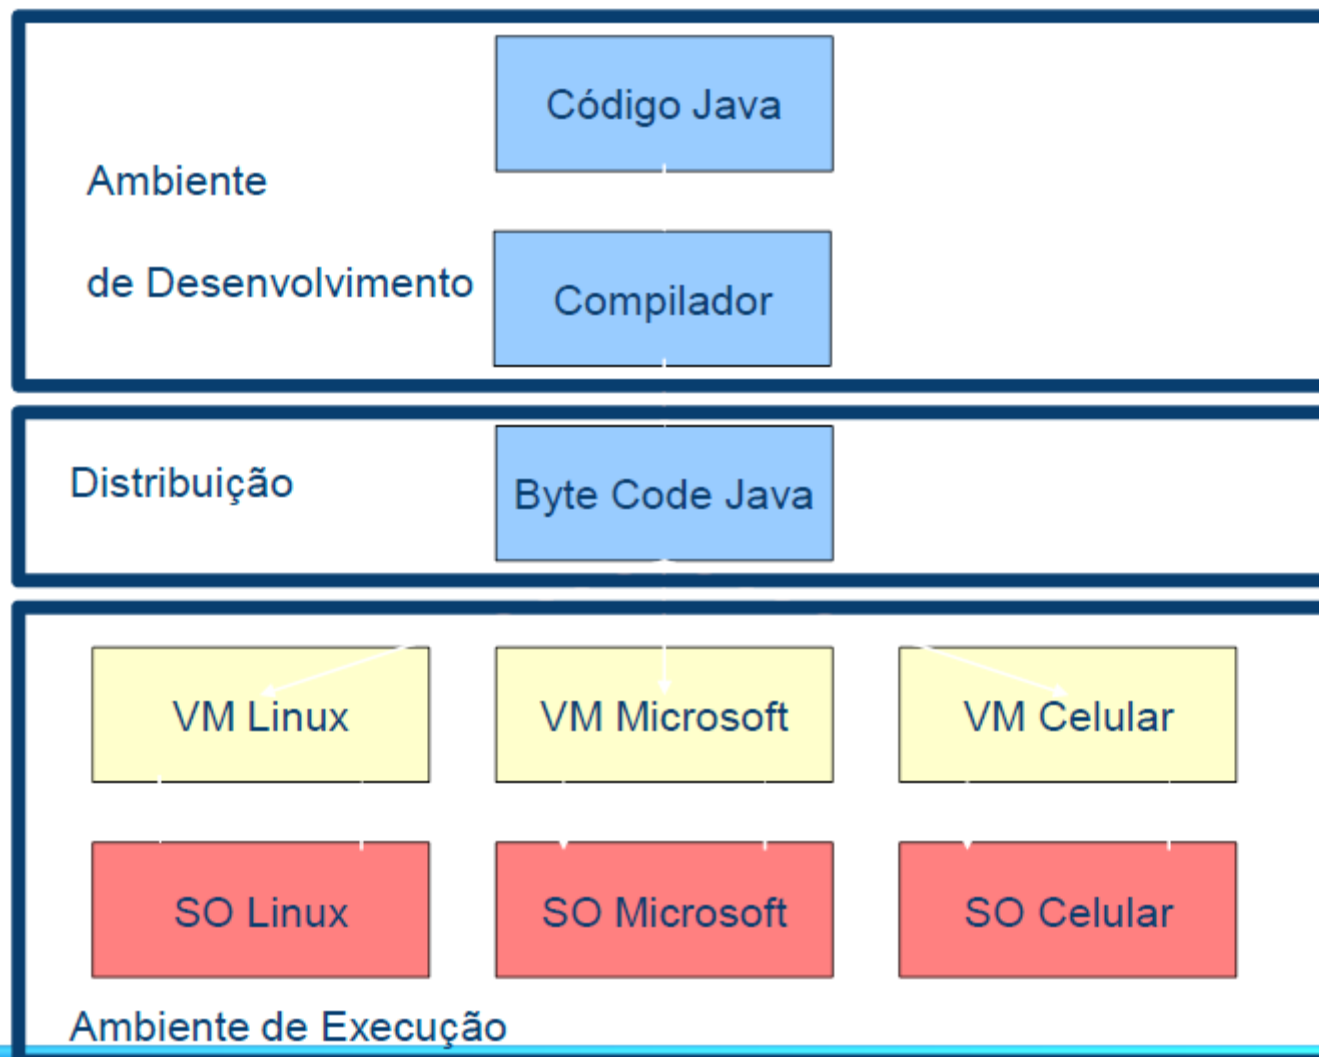 Código Java
Ambiente
de Desenvolvimento
Compilador
Distribuição
Byte Code Java
VM Linux
VM Microsoft
VM Celular
SO Linux
SO Microsoft
SO Celular
Ambiente de Execução